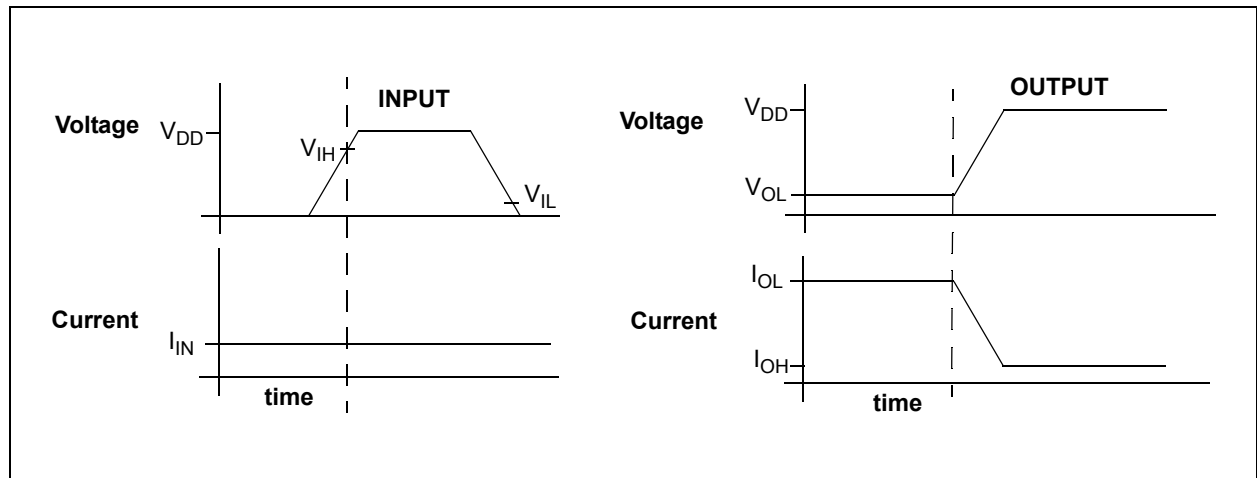 INPUT
Voltage
VDD
VIH
VIL
Current
IIN
time
OUTPUT
Voltage
VDD
VOL
IOL
Current
IOH
time